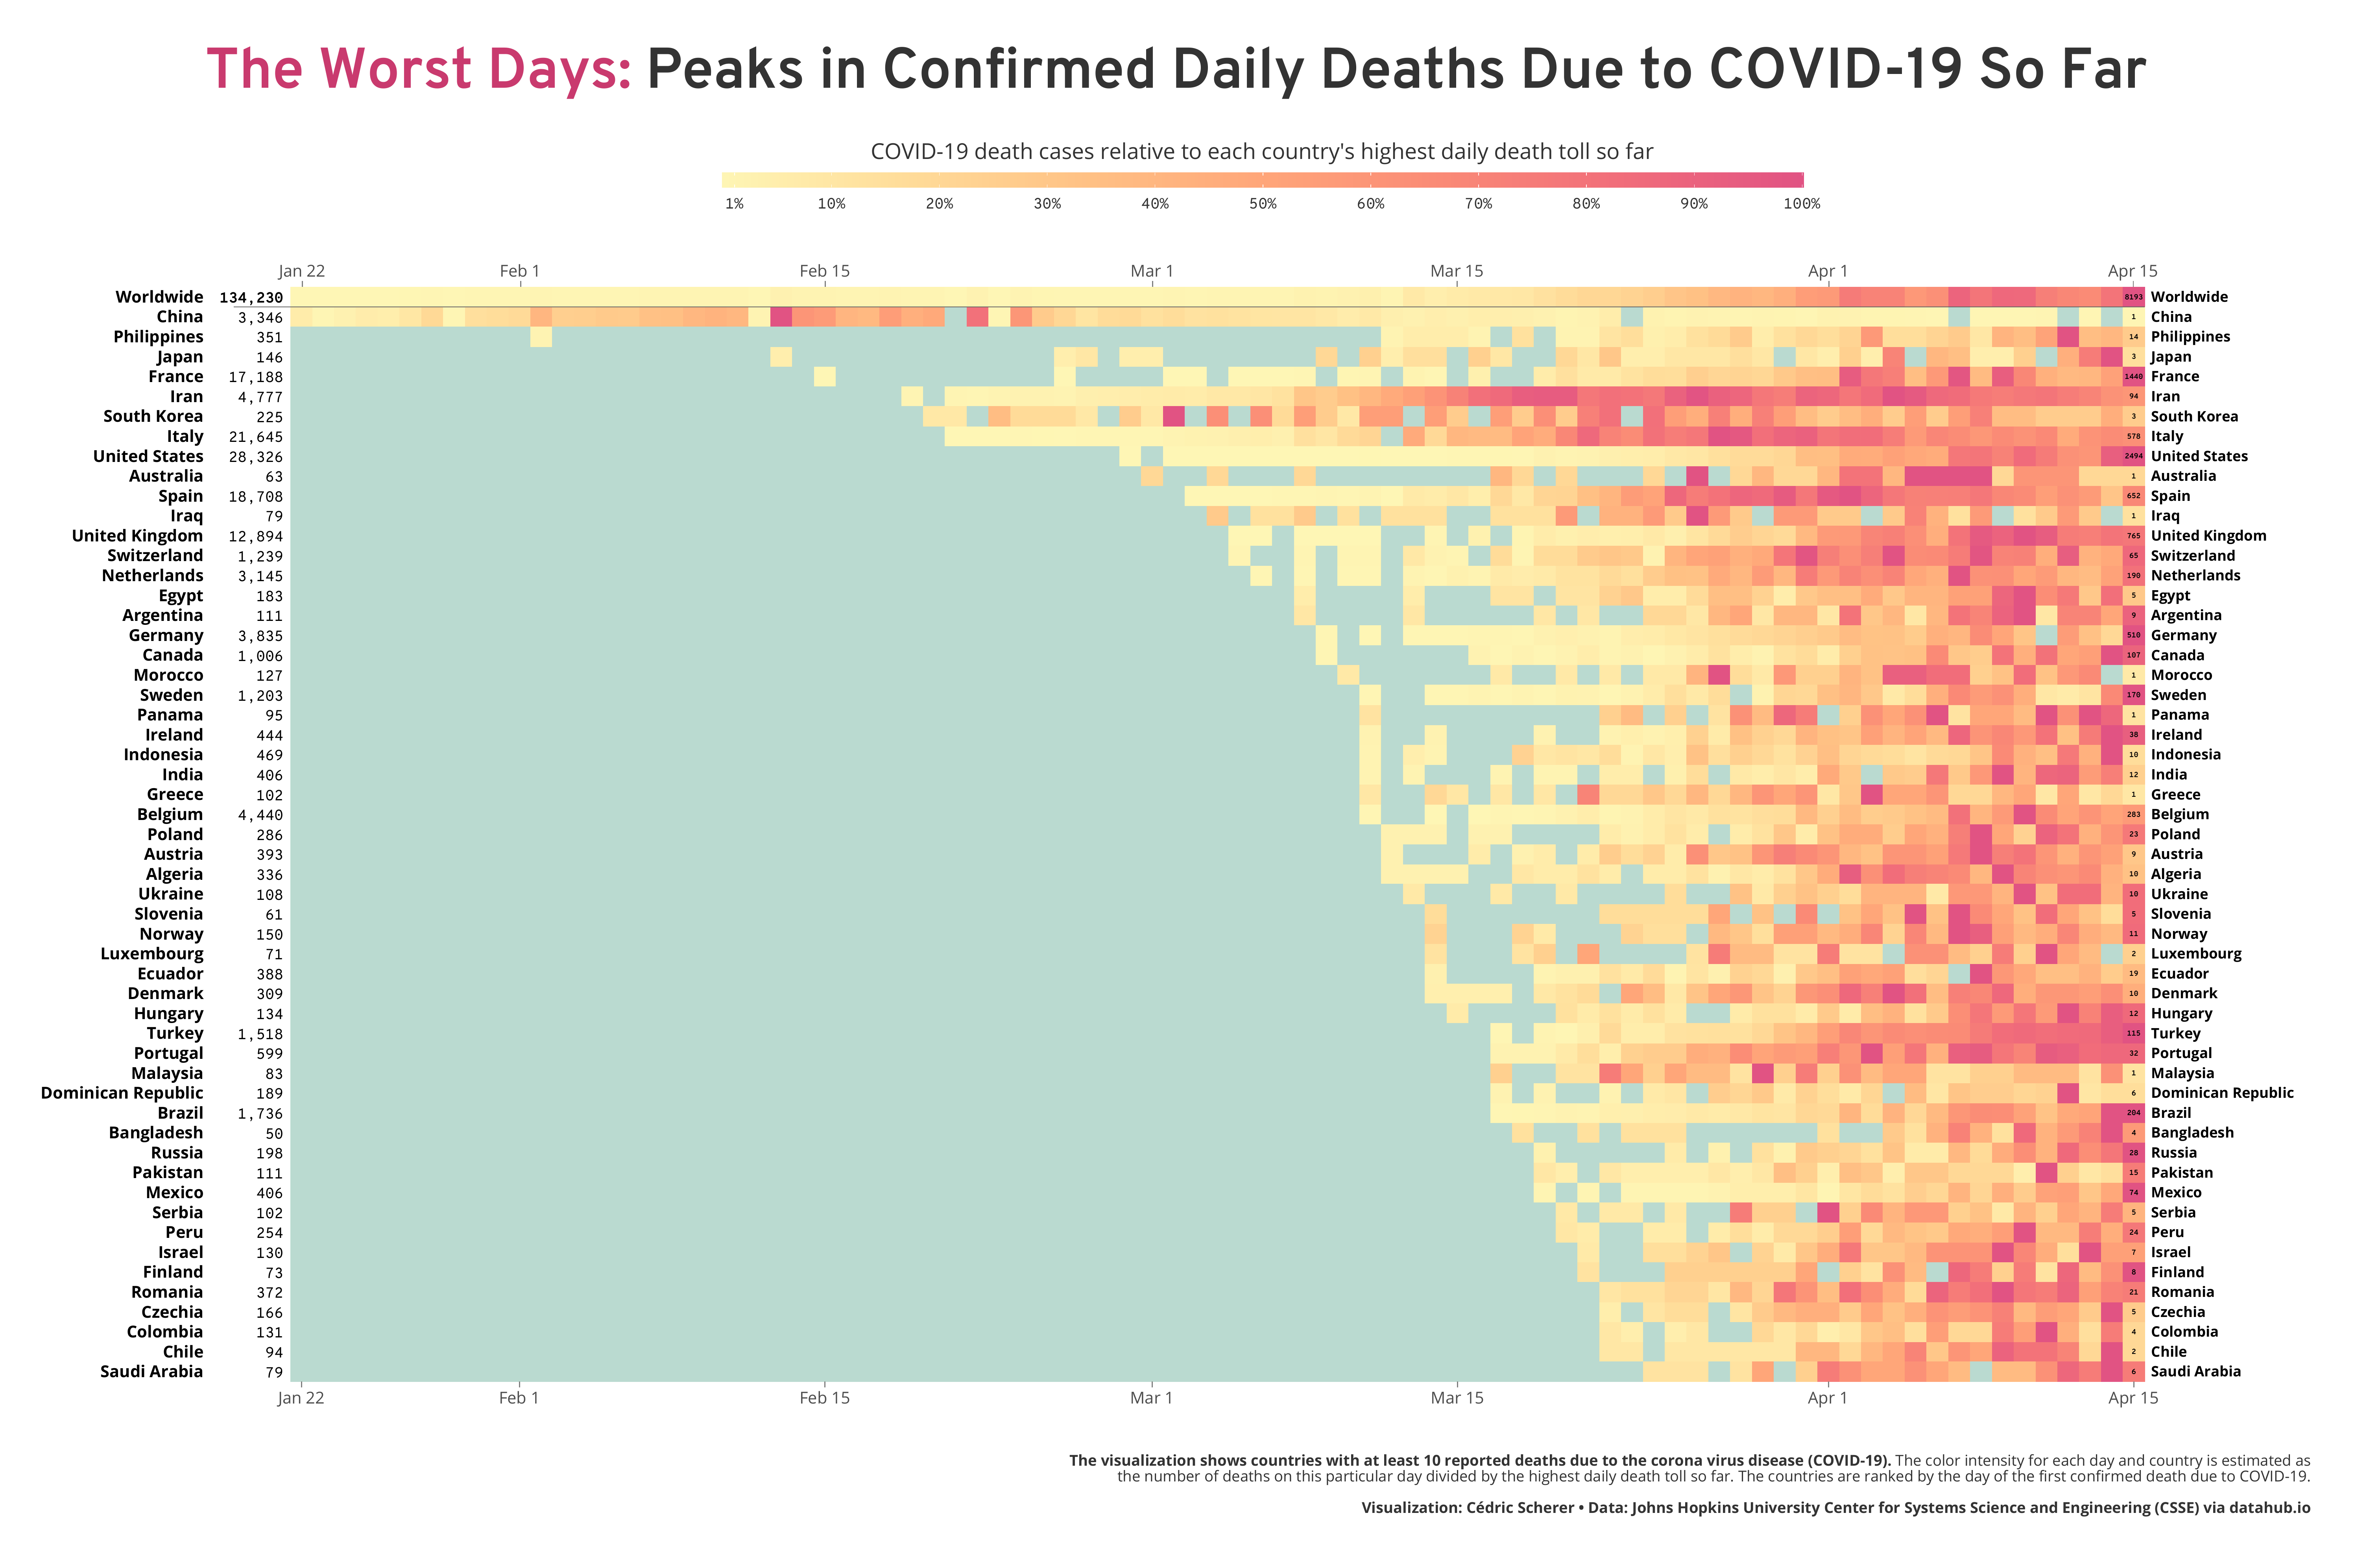 The Worst Days: Peaks in Confirmed Daily Deaths Due to COVID-19 So Far
COVID-19 death cases relative to each country's highest daily death toll so far
1% 10% 20% 30% 40% 50% 60% 70% 80% 90% 100%
Jan 22 Feb 1 Feb 15 Mar 1 Mar 15 Apr 1 Apr 15
Worldwide 134,230 8193 Worldwide
China 3,346 1 China
Philippines 351 14 Philippines
Japan 146 3 Japan
France 17,188 1440 France
Iran 4,777 94 Iran
South Korea 225 3 South Korea
Italy 21,645 578 Italy
United States 28,326 2494 United States
Australia 63 1 Australia
Spain 18,708 652 Spain
Iraq 79 1 Iraq
United Kingdom 12,894 765 United Kingdom
Switzerland 1,239 65 Switzerland
Netherlands 3,145 190 Netherlands
Egypt 183 5 Egypt
Argentina 111 9 Argentina
Germany 3,835 510 Germany
Canada 1,006 107 Canada
Morocco 127 1 Morocco
Sweden 1,203 170 Sweden
Panama 95 1 Panama
Ireland 444 38 Ireland
Indonesia 469 10 Indonesia
India 406 12 India
Greece 102 1 Greece
Belgium 4,440 283 Belgium
Poland 286 23 Poland
Austria 393 9 Austria
Algeria 336 10 Algeria
Ukraine 108 10 Ukraine
Slovenia 61 5 Slovenia
Norway 150 11 Norway
Luxembourg 71 2 Luxembourg
Ecuador 388 19 Ecuador
Denmark 309 10 Denmark
Hungary 134 12 Hungary
Turkey 1,518 115 Turkey
Portugal 599 32 Portugal
Malaysia 83 1 Malaysia
Dominican Republic 189 6 Dominican Republic
Brazil 1,736 204 Brazil
Bangladesh 50 4 Bangladesh
Russia 198 28 Russia
Pakistan 111 15 Pakistan
Mexico 406 74 Mexico
Serbia 102 5 Serbia
Peru 254 24 Peru
Israel 130 7 Israel
Finland 73 8 Finland
Romania 372 21 Romania
Czechia 166 5 Czechia
Colombia 131 4 Colombia
Chile 94 2 Chile
Saudi Arabia 79 6 Saudi Arabia
Jan 22 Feb 1 Feb 15 Mar 1 Mar 15 Apr 1 Apr 15
The visualization shows countries with at least 10 reported deaths due to the corona virus disease (COVID-19). The color intensity for each day and country is estimated as
the number of deaths on this particular day divided by the highest daily death toll so far. The countries are ranked by the day of the first confirmed death due to COVID-19.
Visualization: Cédric Scherer • Data: Johns Hopkins University Center for Systems Science and Engineering (CSSE) via datahub.io